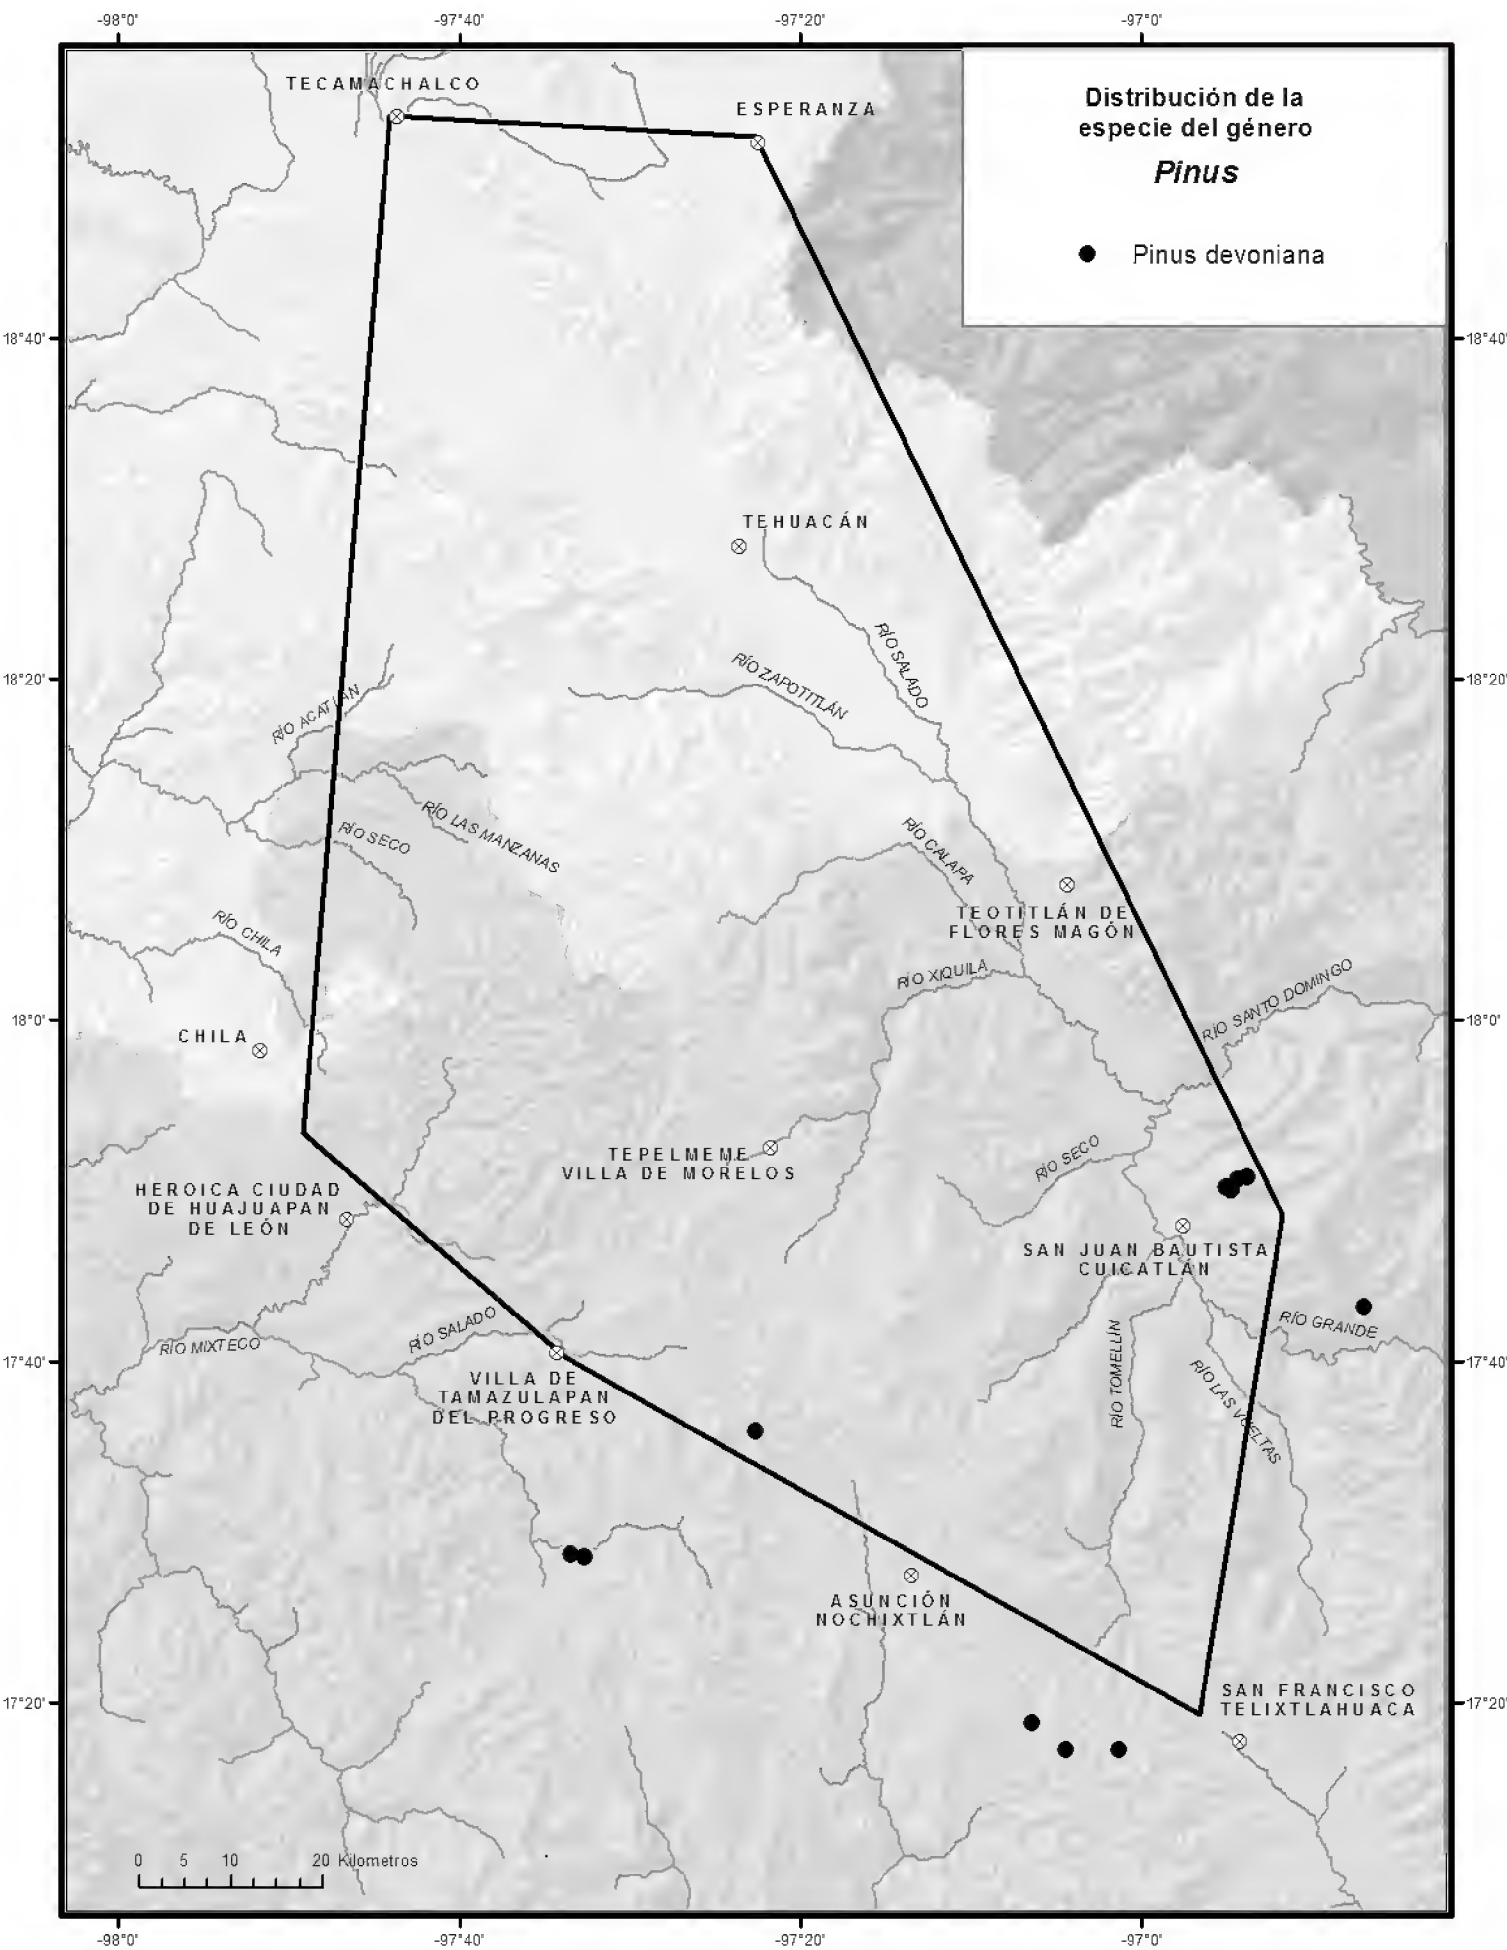 -98°0'
-97°40'
-97°20'
-97°0'
TECAMACHALCO
ESPERANZA
Distribución de la
especie del género
Pinus
Pinus devoniana
18°40'
18°40'
TEHUACÁN
RÍO SALADO
RÍO ZAPOTITLÁN
18°20'
18°20'
RÍO ACATLÁN
RÍO LAS MANZANAS
RÍO SECO
RÍO CALAPA
TEOTITLÁN DE
FLORES MAGÓN
RÍO CHILA
RÍO XIQUILA
RÍO SANTO DOMINGO
18°0'
18°0'
CHILA
TEPELMEME
VILLA DE MORELOS
RÍO SECO
HEROICA CIUDAD
DE HUAJUAPAN
DE LEÓN
SAN JUAN BAUTISTA
CUICATLÁN
RÍO GRANDE
RÍO SALADO
RÍO MIXTECO
RÍO TOMELLÍN
RÍO LAS VUELTAS
17°40'
17°40'
VILLA DE
TAMAZULAPAN
DEL PROGRESO
ASUNCIÓN
NOCHIXTLÁN
SAN FRANCISCO
TELIXTLAHUACA
17°20'
17°20'
0 5 10 20 Kilometros
-98°0'
-97°40'
-97°20'
-97°0'